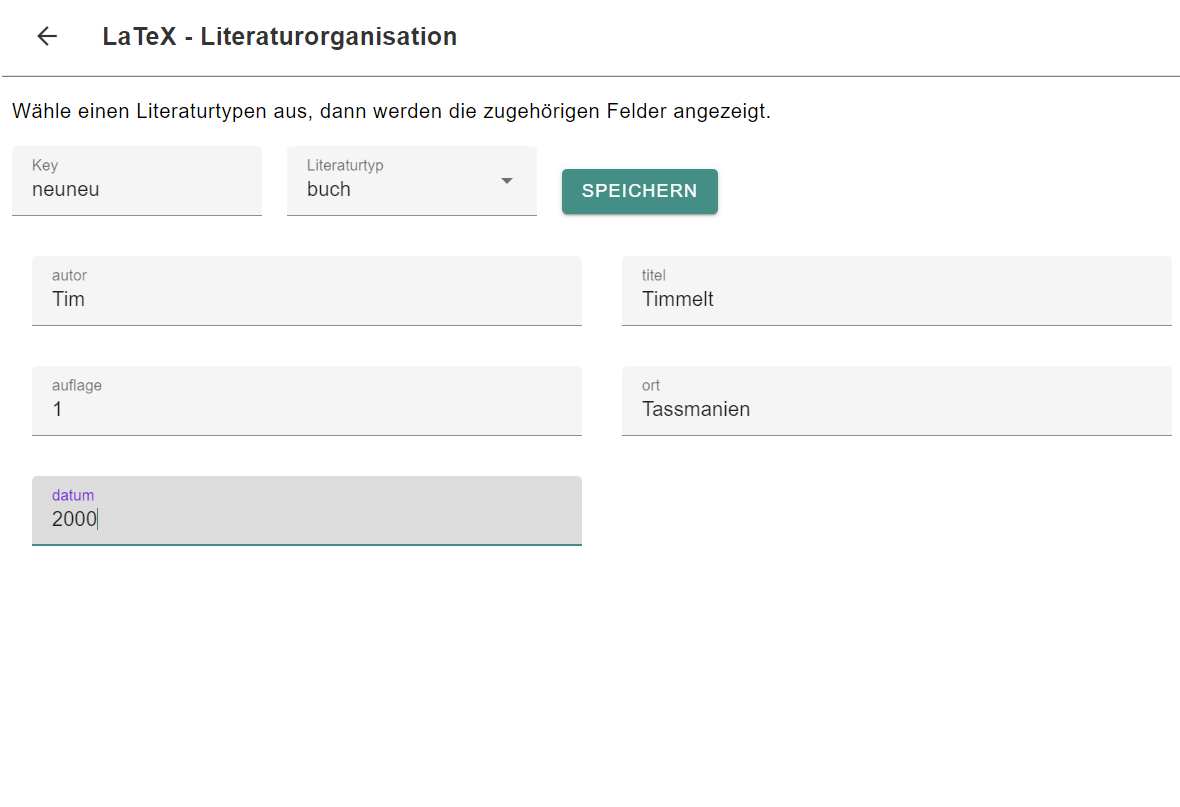 LaTeX - Literaturorganisation
Wähle einen Literaturtypen aus, dann werden die zugehörigen Felder angezeigt.
Key
neuneu
Literaturtyp
buch
SPEICHERN
autor
Tim
titel
Timmelt
auflage
1
ort
Tassmanien
datum
2000